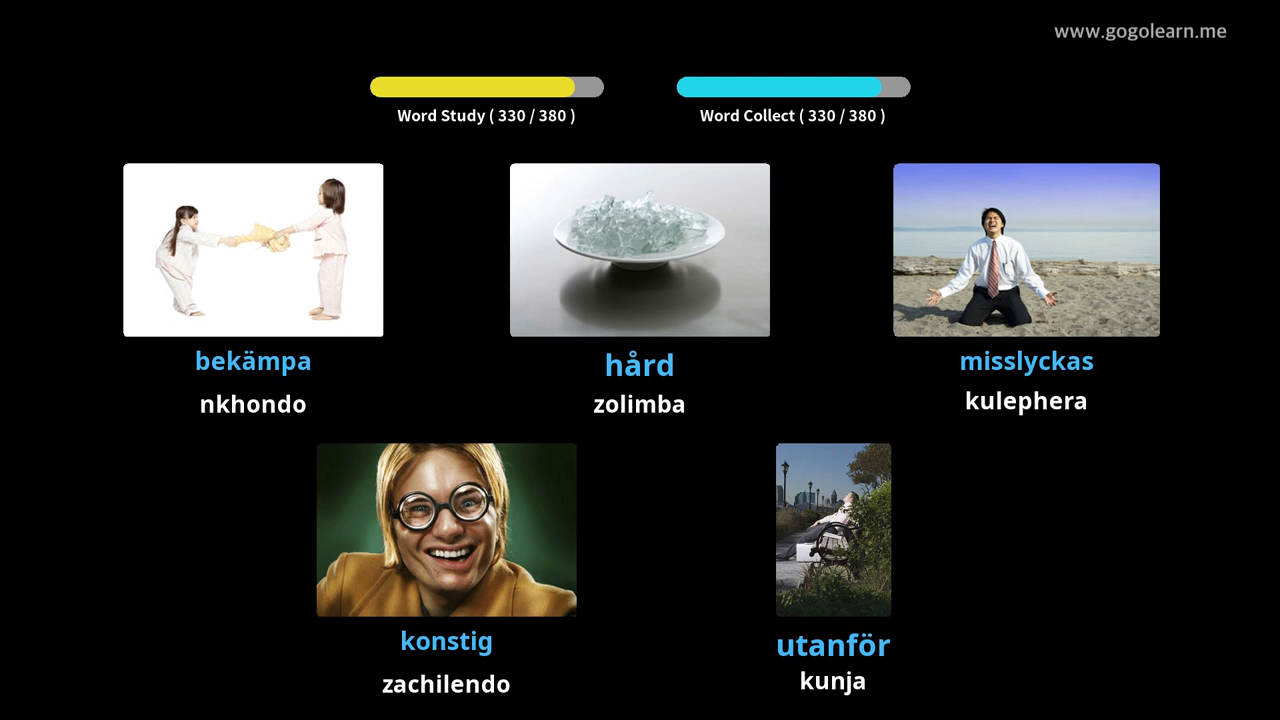 www.gogolearn.me
Word Study ( 330 / 380 )
Word Collect ( 330 / 380 )
bekämpa
nkhondo
hård
zolimba
misslyckas
kulephera
konstig
zachilendo
utanför
kunja